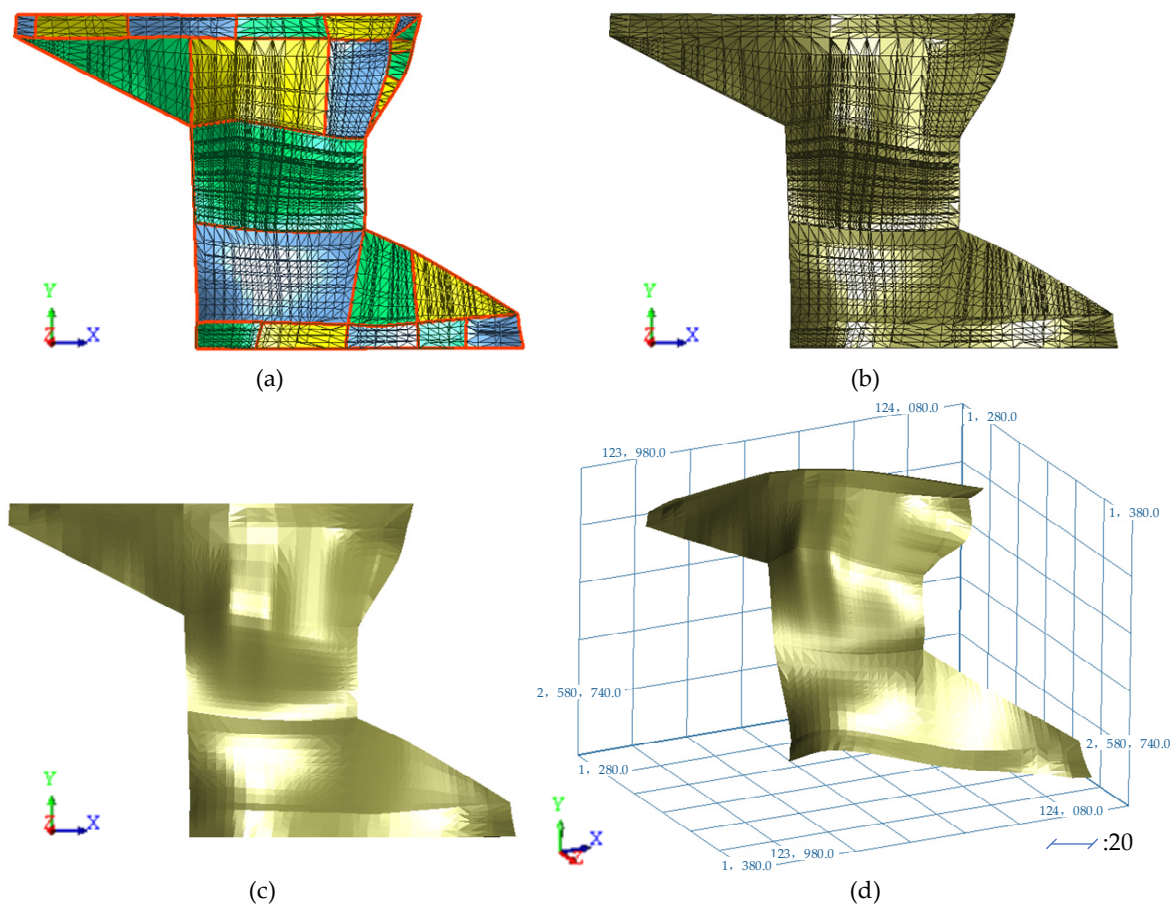 Y
Z X
(a)
Y
Z X
(b)
Y
Z X
(c)
124，080.0
1，280.0
123，980.0
1，380.0
2，580，740.0
2，580，740.0
1，280.0
124，080.0
Y
X
Z
123，980.0
1，380.0
:20
(d)